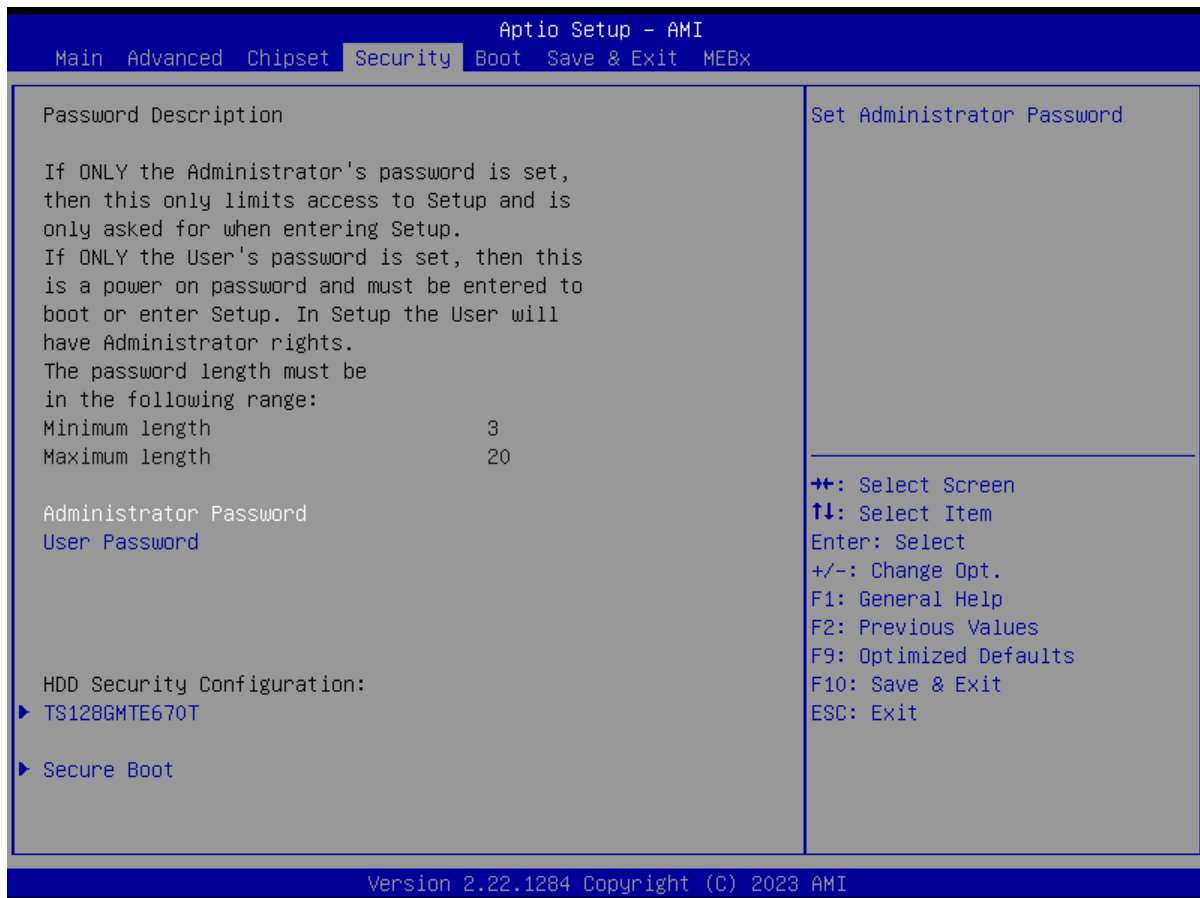 Aptio Setup – AMI
Main Advanced Chipset Security Boot Save & Exit MEBx
Password Description
If ONLY the Administrator's password is set,
then this only limits access to Setup and is
only asked for when entering Setup.
If ONLY the User's password is set, then this
is a power on password and must be entered to
boot or enter Setup. In Setup the User will
have Administrator rights.
The password length must be
in the following range:
Minimum length 3
Maximum length 20
Administrator Password
User Password
HDD Security Configuration:
TS128GMTE670T
Secure Boot
Set Administrator Password
→←: Select Screen
↑↓: Select Item
Enter: Select
+/-: Change Opt.
F1: General Help
F2: Previous Values
F9: Optimized Defaults
F10: Save & Exit
ESC: Exit
Version 2.22.1284 Copyright (C) 2023 AMI